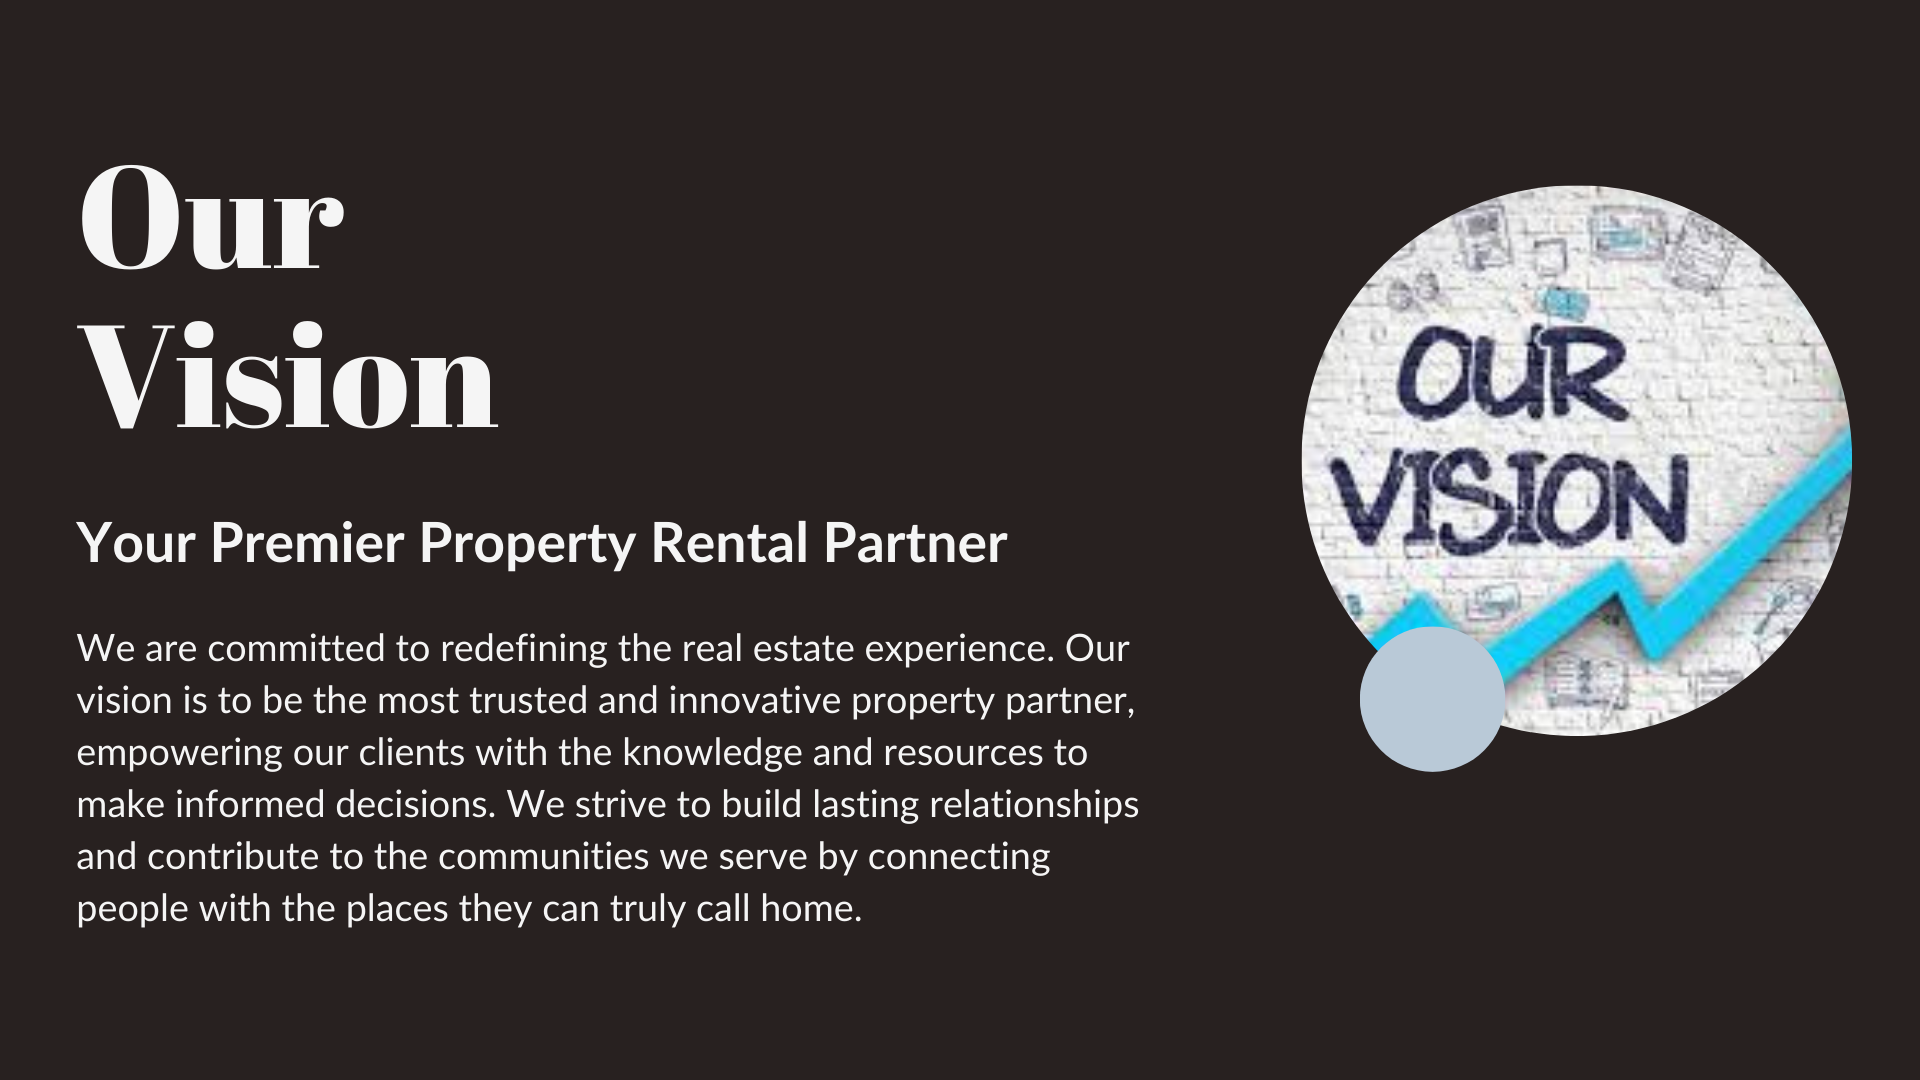 Our
Vision
Your Premier Property Rental Partner
We are committed to redefining the real estate experience. Our
vision is to be the most trusted and innovative property partner,
empowering our clients with the knowledge and resources to
make informed decisions. We strive to build lasting relationships
and contribute to the communities we serve by connecting
people with the places they can truly call home.
OUR
VISION